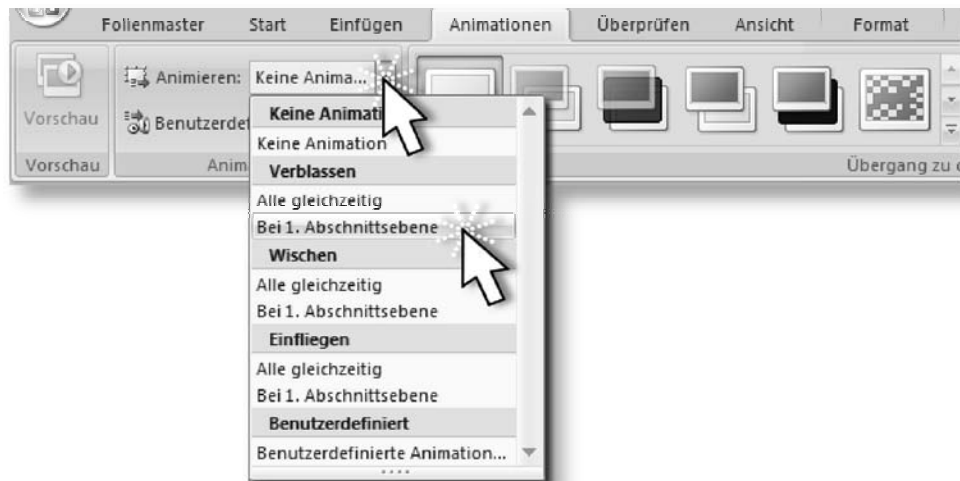 Folienmaster Start Einfügen Animationen Überprüfen Ansicht Format
Animieren: Keine Anima...
Vorschau
Vorschau
Keine
Keine Animation
Verblassen
Alle gleichzeitig
Bei 1. Abschnittsebene
Wischen
Alle gleichzeitig
Bei 1. Abschnittsebene
Einfliegen
Alle gleichzeitig
Bei 1. Abschnittsebene
Benutzerdefiniert
Benutzerdefinierte Animation...
Übergang zu